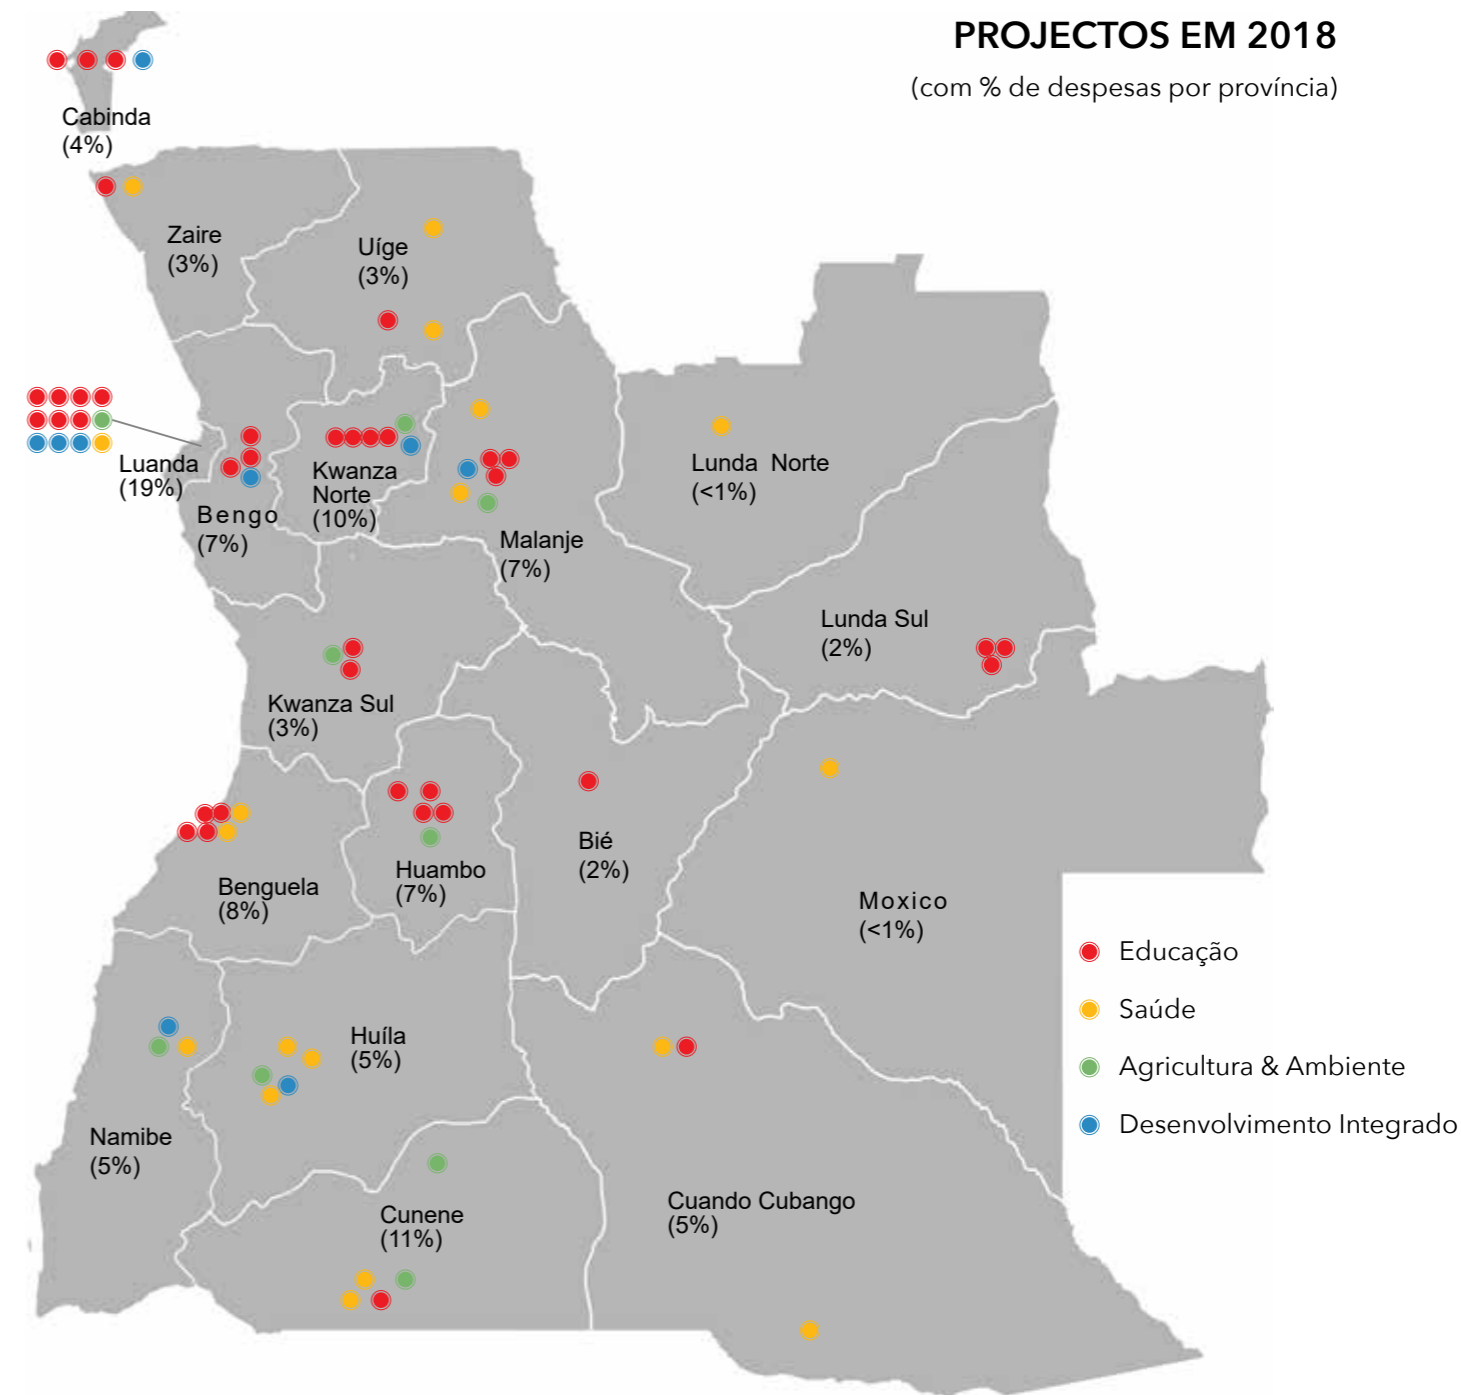 PROJECTOS EM 2018
(com % de despesas por província)
Cabinda
(4%)
Zaire
(3%)
Uíge
(3%)
Luanda
(19%)
Bengo
(7%)
Kwanza
Norte
(10%)
Malanje
(7%)
Lunda Norte
(<1%)
Lunda Sul
(2%)
Kwanza Sul
(3%)
Benguela
(8%)
Huambo
(7%)
Bié
(2%)
Moxico
(<1%)
Educação
Saúde
Agricultura & Ambiente
Desenvolvimento Integrado
Huíla
(5%)
Namibe
(5%)
Cunene
(11%)
Cuando Cubango
(5%)